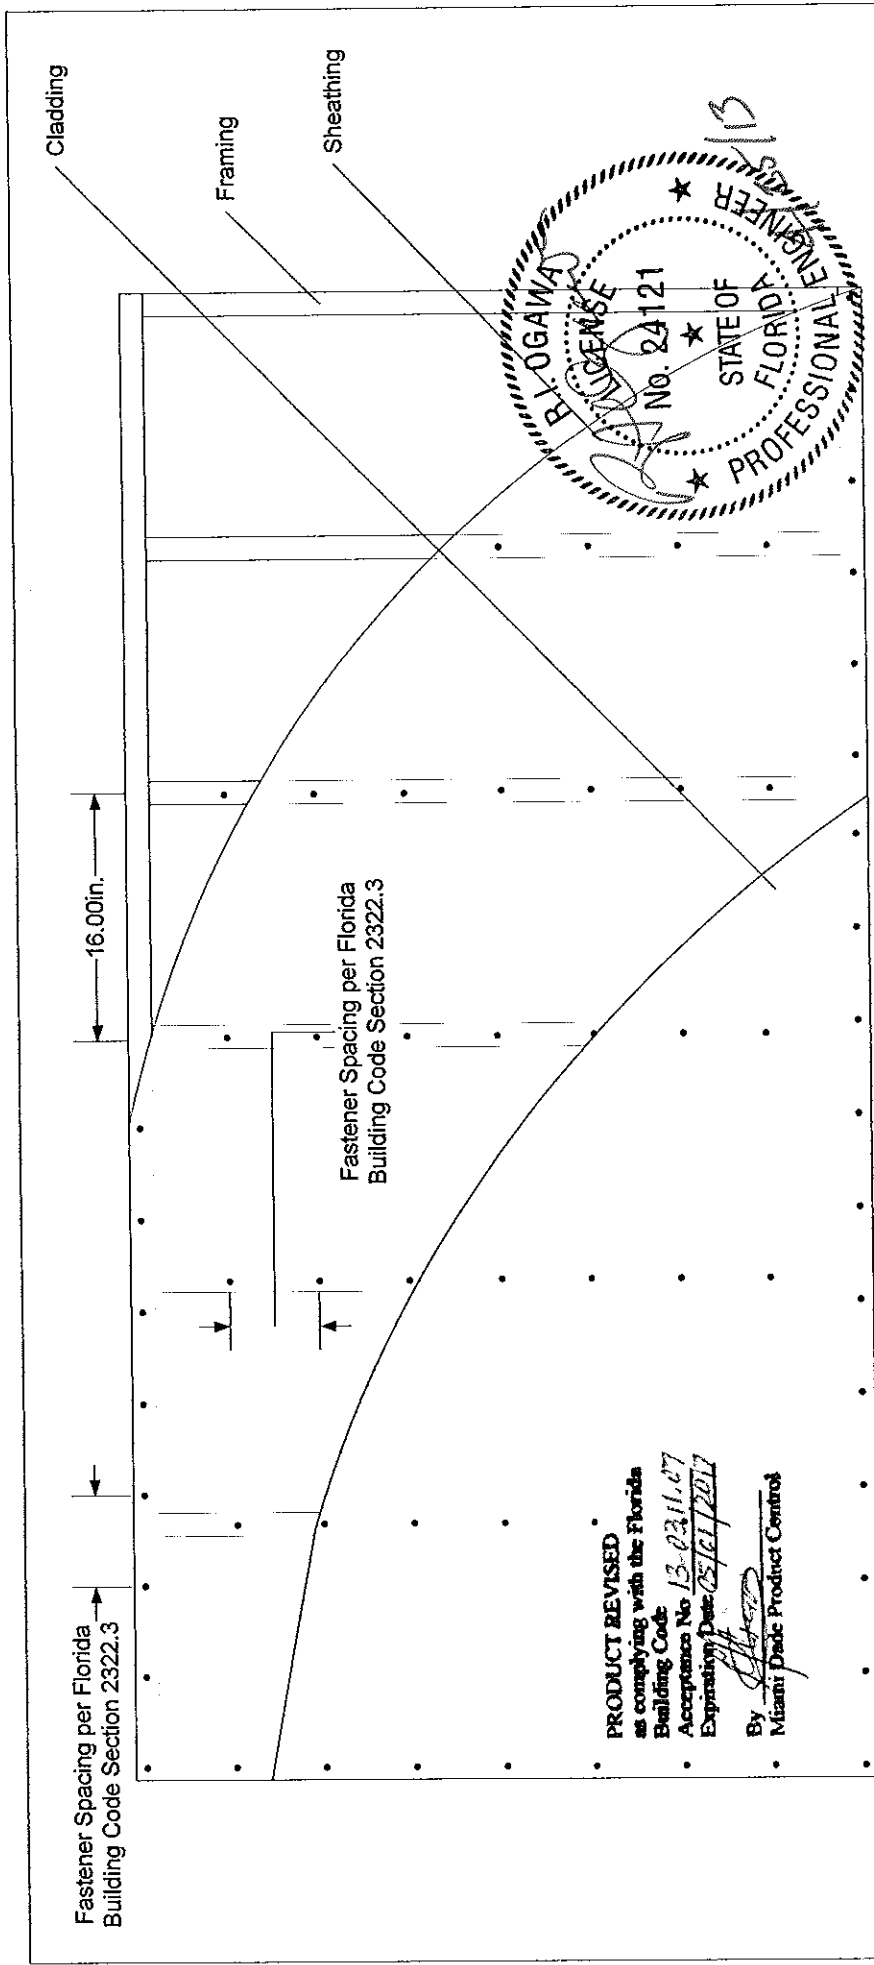 Cladding
Framing
Sheathing
16.00in.
Fastener Spacing per Florida
Building Code Section 2322.3
Fastener Spacing per Florida
Building Code Section 2322.3
R.I. OGAWA
LICENSE
No. 24121
STATE OF
FLORIDA
PROFESSIONAL ENGINEER
PRODUCT REVISED
as complying with the Florida
Building Code
Acceptance No 13-0211.07
Expiration Date 05/01/2017
By
Miami Dade Product Control